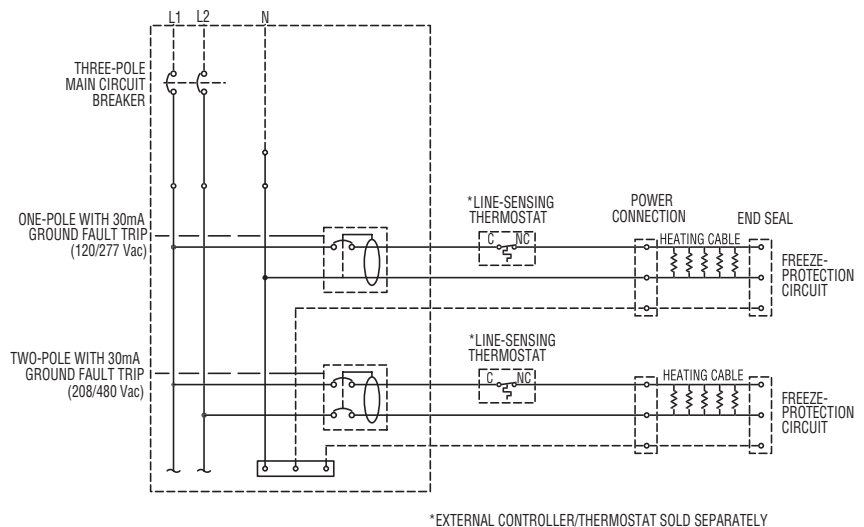 L1 L2 N
THREE-POLE
MAIN CIRCUIT
BREAKER
ONE-POLE WITH 30mA
GROUND FAULT TRIP
(120/277 Vac)
*LINE-SENSING
THERMOSTAT
C NC
POWER
CONNECTION
END SEAL
HEATING CABLE
FREEZE-
PROTECTION
CIRCUIT
TWO-POLE WITH 30mA
GROUND FAULT TRIP
(208/480 Vac)
*LINE-SENSING
THERMOSTAT
C NC
HEATING CABLE
FREEZE-
PROTECTION
CIRCUIT
*EXTERNAL CONTROLLER/THERMOSTAT SOLD SEPARATELY